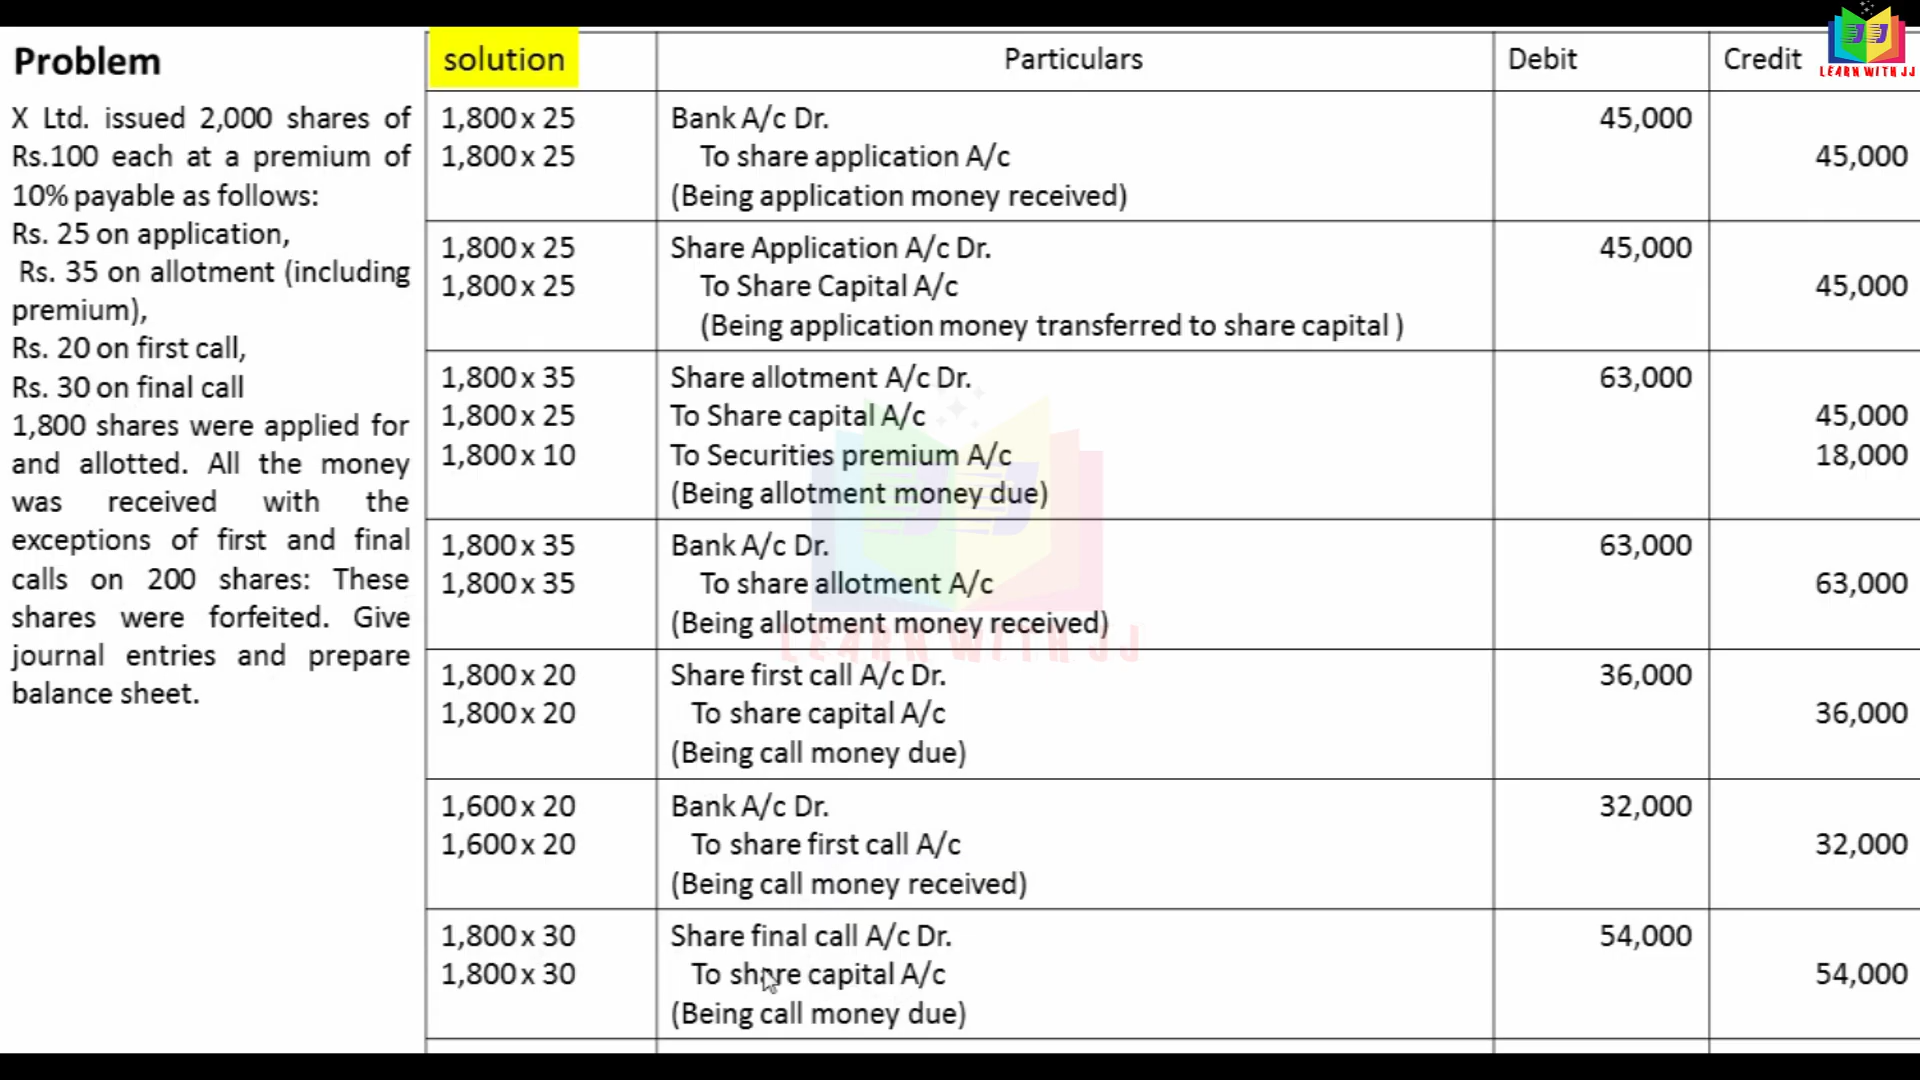 Problem
X Ltd. issued 2,000 shares of
Rs.100 each at a premium of
10% payable as follows:
Rs. 25 on application,
Rs. 35 on allotment (including
premium),
Rs. 20 on first call,
Rs. 30 on final call
1,800 shares were applied for
and allotted. All the money
was received with the
exceptions of first and final
calls on 200 shares: These
shares were forfeited. Give
journal entries and prepare
balance sheet.
solution Particulars Debit Credit
1,800 x 25 Bank A/c Dr. 45,000
1,800 x 25 To share application A/c 45,000
(Being application money received)
1,800 x 25 Share Application A/c Dr. 45,000
1,800 x 25 To Share Capital A/c 45,000
(Being application money transferred to share capital )
1,800 x 35 Share allotment A/c Dr. 63,000
1,800 x 25 To Share capital A/c 45,000
1,800 x 10 To Securities premium A/c 18,000
(Being allotment money due)
1,800 x 35 Bank A/c Dr. 63,000
1,800 x 35 To share allotment A/c 63,000
(Being allotment money received)
1,800 x 20 Share first call A/c Dr. 36,000
1,800 x 20 To share capital A/c 36,000
(Being call money due)
1,600 x 20 Bank A/c Dr. 32,000
1,600 x 20 To share first call A/c 32,000
(Being call money received)
1,800 x 30 Share final call A/c Dr. 54,000
1,800 x 30 To share capital A/c 54,000
(Being call money due)
JJ
LEARN WITH JJ
JJ
LEARN WITH JJ